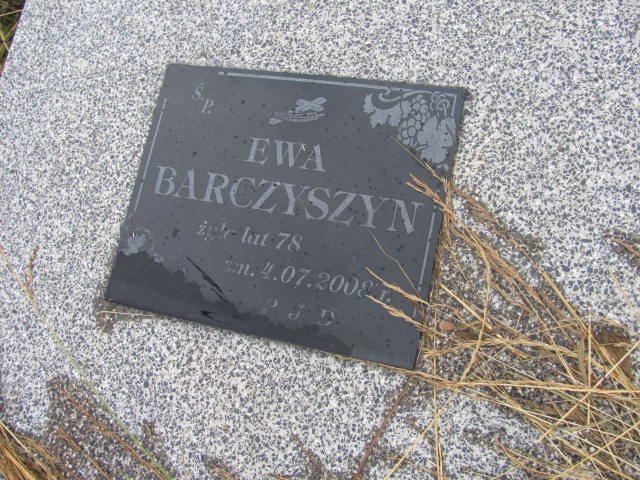 Ś.
P.
EWA
BARCZYSZYN
żyła lat 78
zm. 4.07.2008 r.
P J D